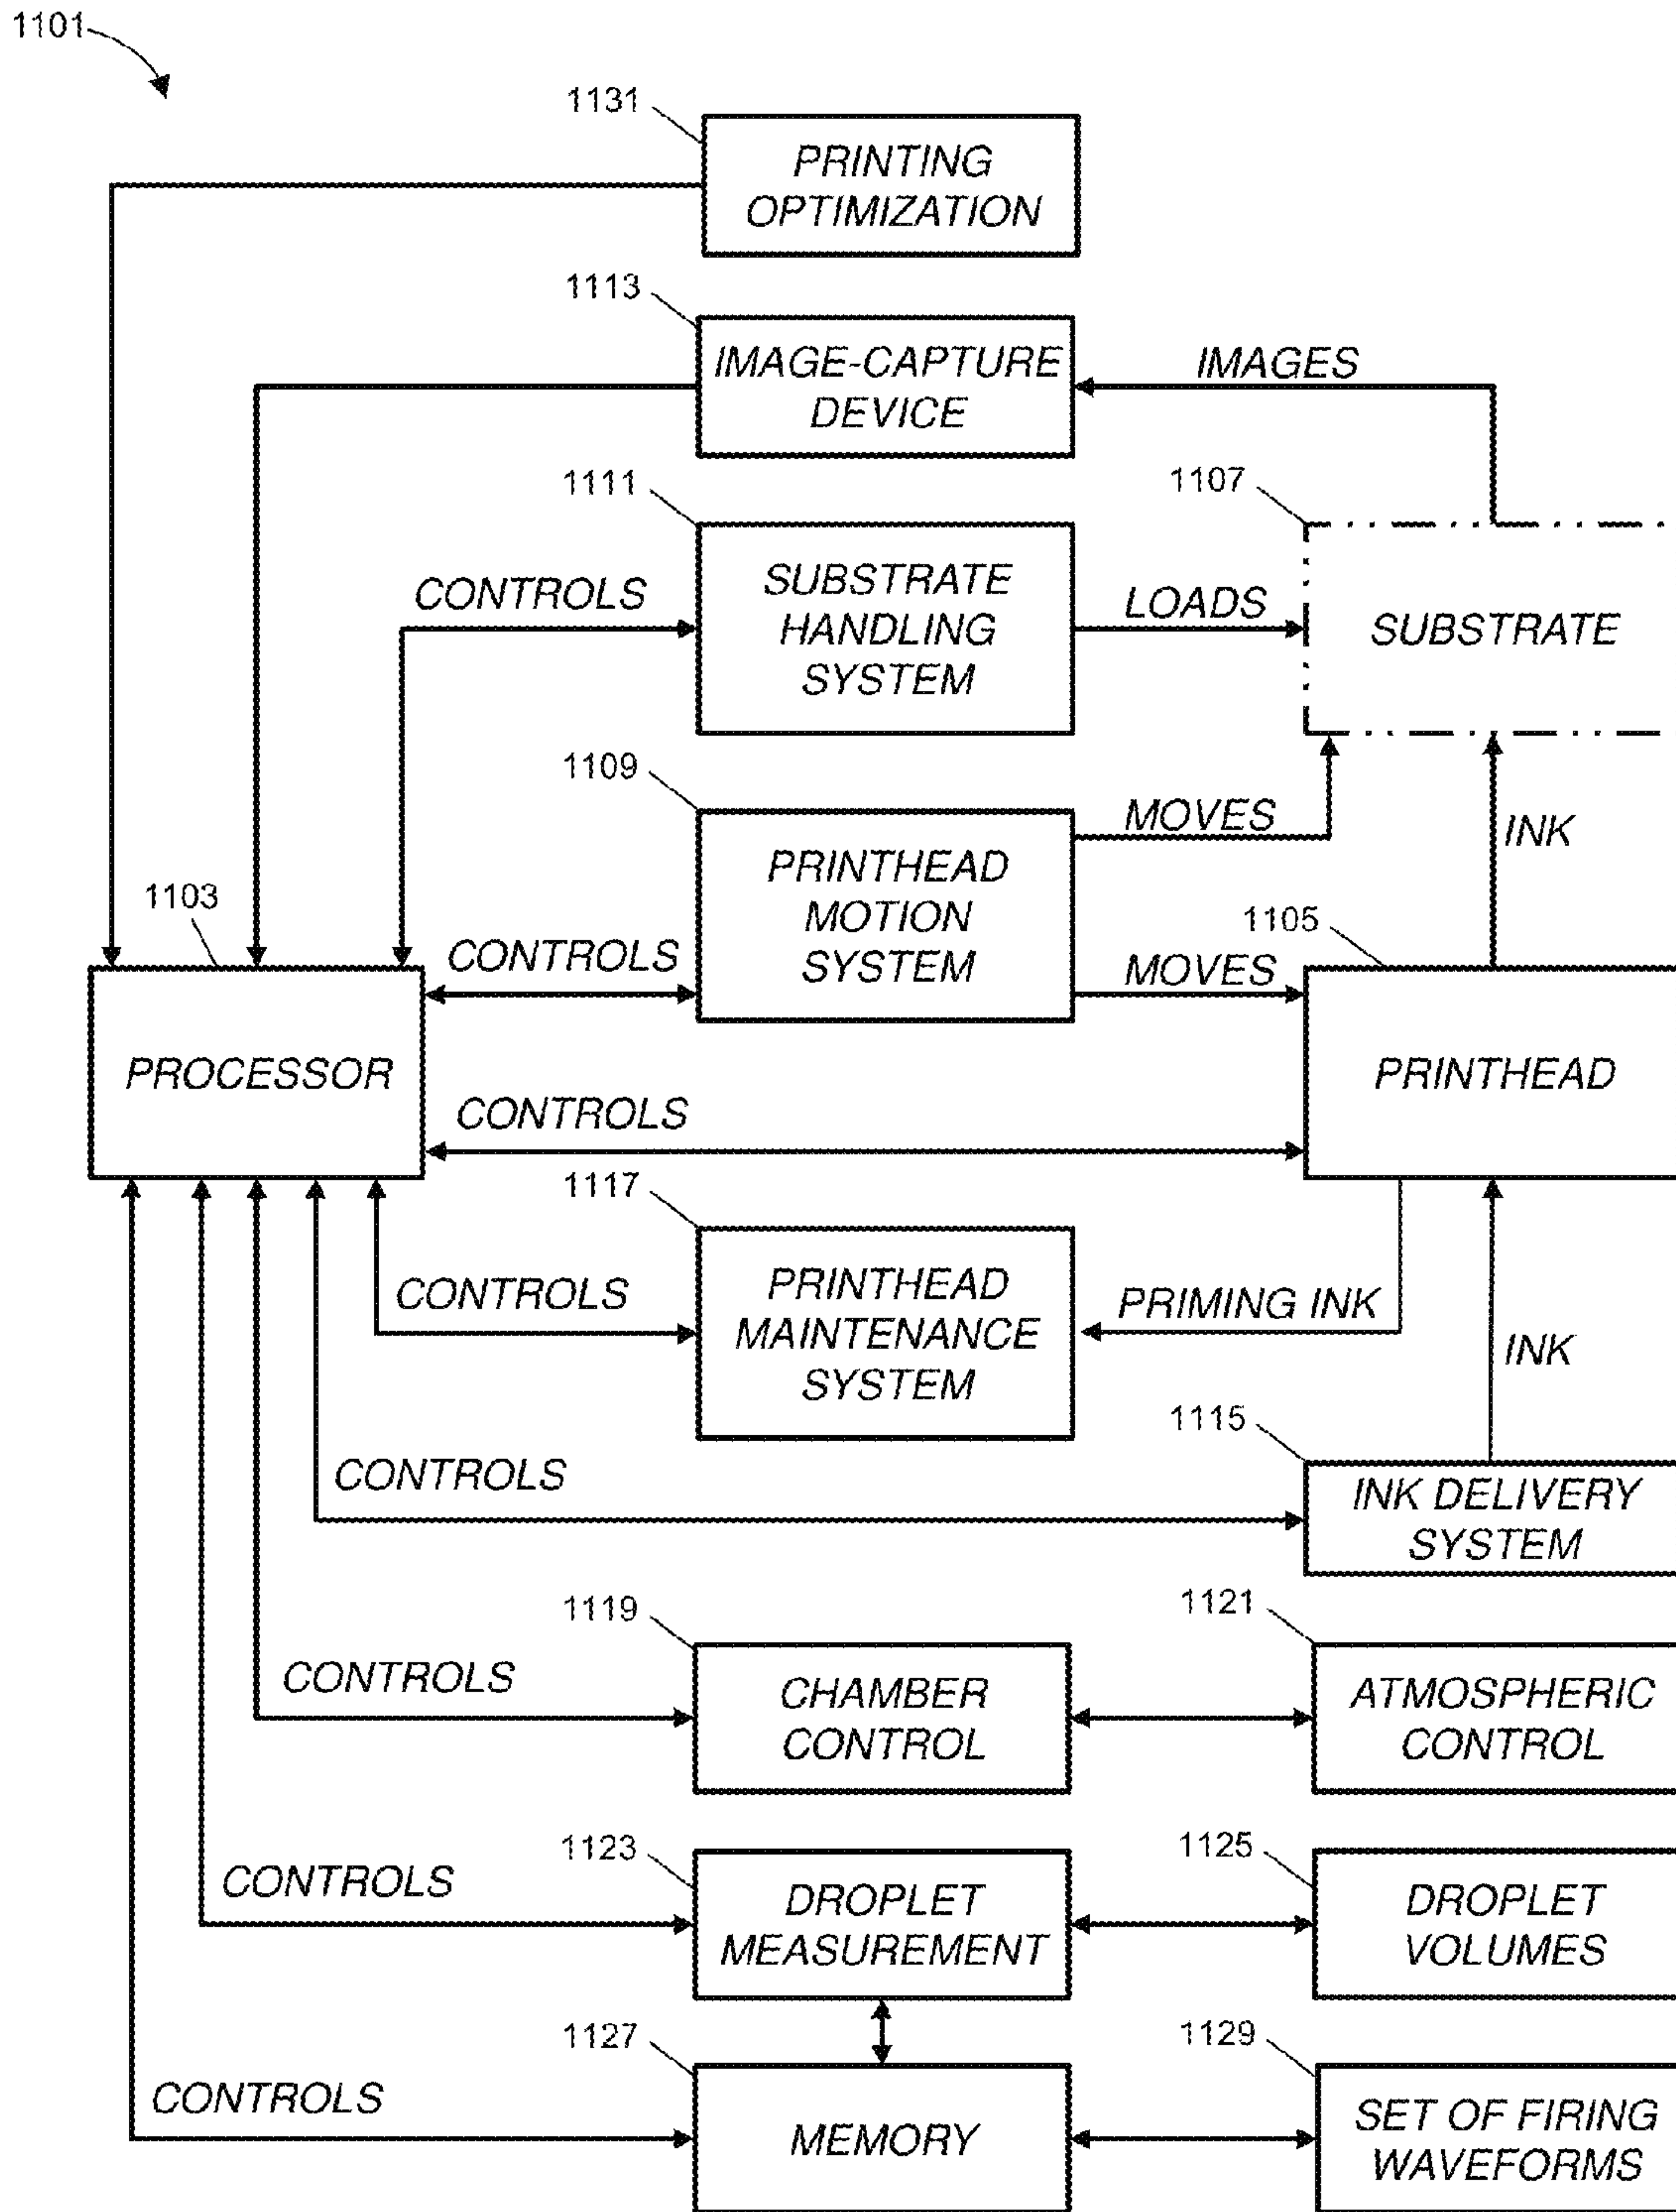 1101
1131
PRINTING
OPTIMIZATION
1113
IMAGE-CAPTURE
DEVICE
IMAGES
1111
1107
CONTROLS
SUBSTRATE
HANDLING
SYSTEM
LOADS
SUBSTRATE
1109
MOVES
INK
PRINTHEAD
MOTION
SYSTEM
1103
1105
CONTROLS
MOVES
PROCESSOR
PRINTHEAD
CONTROLS
1117
CONTROLS
PRINTHEAD
MAINTENANCE
SYSTEM
PRIMING INK
INK
1115
CONTROLS
INK DELIVERY
SYSTEM
1119
1121
CONTROLS
CHAMBER
CONTROL
ATMOSPHERIC
CONTROL
1123
1125
CONTROLS
DROPLET
MEASUREMENT
DROPLET
VOLUMES
1127
1129
CONTROLS
MEMORY
SET OF FIRING
WAVEFORMS